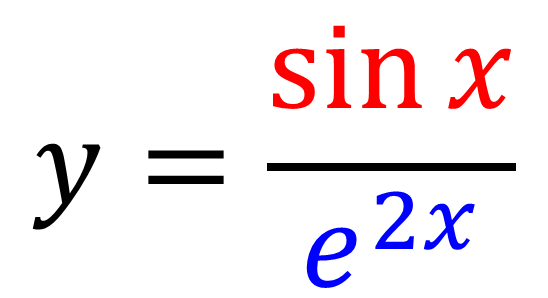 y = sin x / e^{2x}